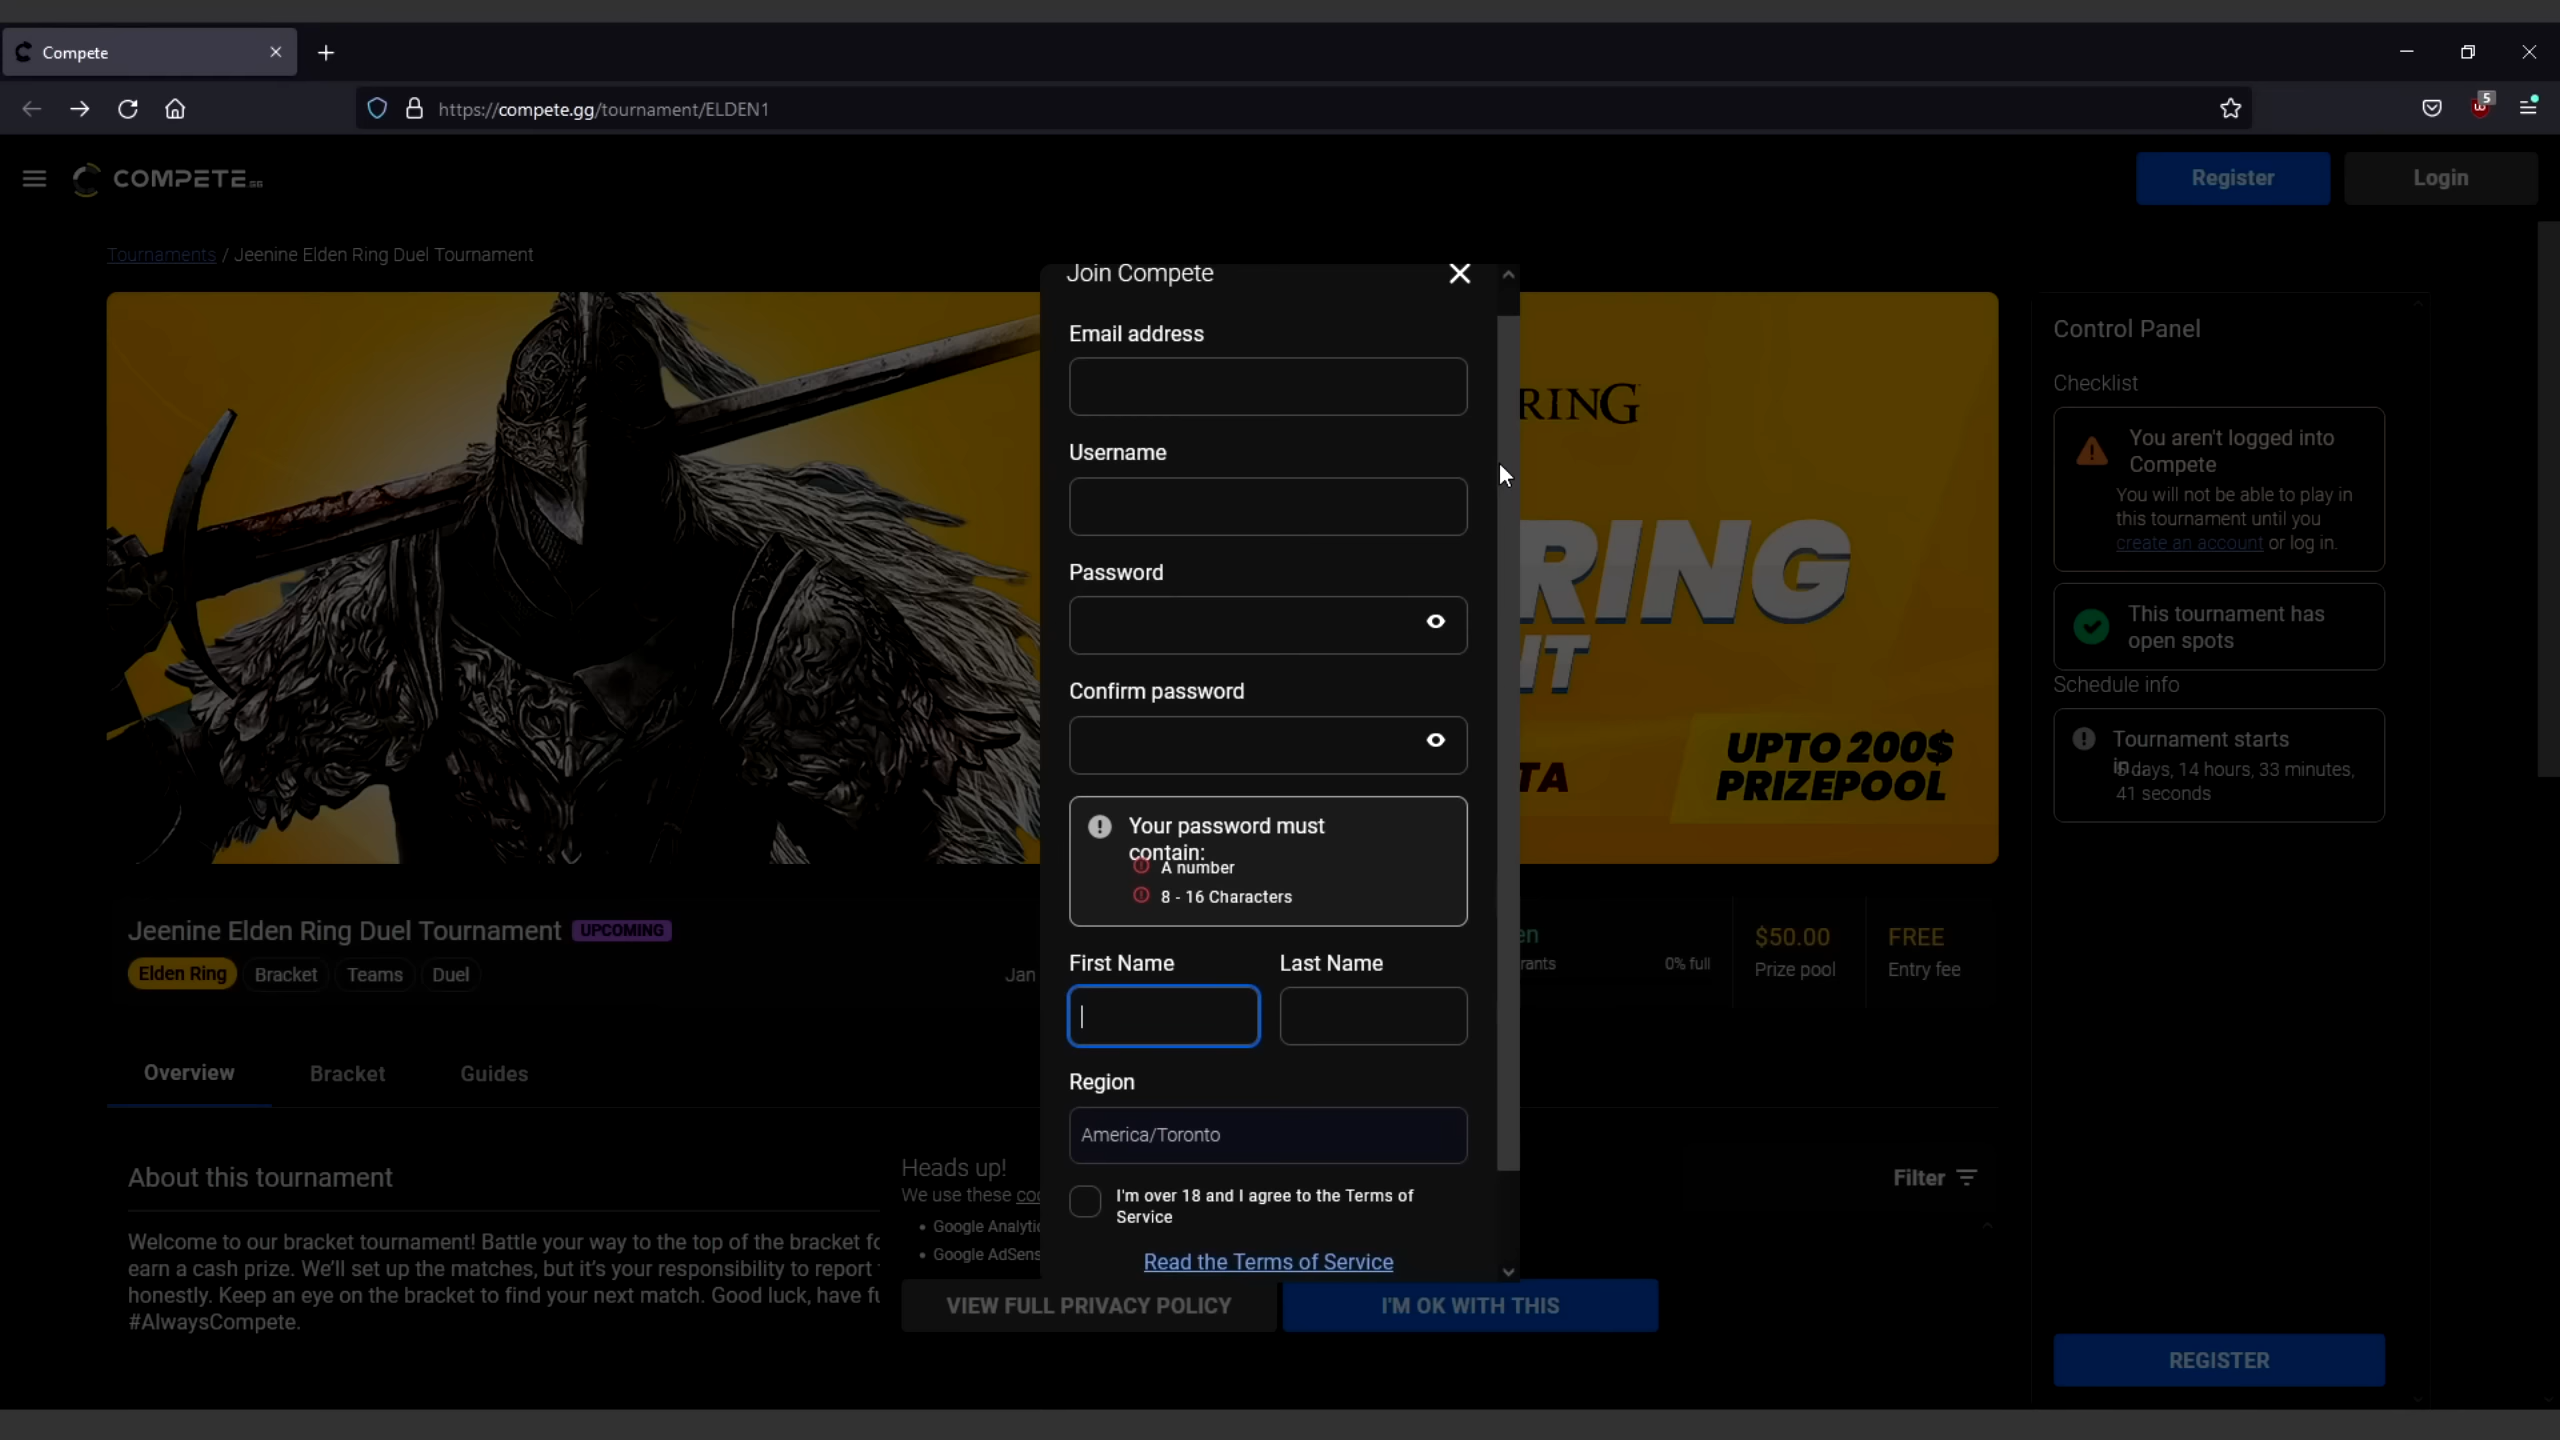 Compete
https://compete.gg/tournament/ELDEN1
5
COMPETE.GG
Register
Login
Tournaments / Jeenine Elden Ring Duel Tournament
RING
RING
UPTO 200$
PRIZEPOOL
Join Compete
Email address
Username
Password
Confirm password
Your password must
contain:
A number
8 - 16 Characters
First Name
Last Name
Region
America/Toronto
I'm over 18 and I agree to the Terms of
Service
Read the Terms of Service
Control Panel
Checklist
You aren't logged into
Compete
You will not be able to play in
this tournament until you
create an account or log in.
This tournament has
open spots
Schedule info
Tournament starts
in
days, 14 hours, 33 minutes,
41 seconds
Jeenine Elden Ring Duel Tournament UPCOMING
Elden Ring
Bracket
Teams
Duel
Jan
en
rants
0% full
$50.00
Prize pool
FREE
Entry fee
Overview
Bracket
Guides
About this tournament
Welcome to our bracket tournament! Battle your way to the top of the bracket fo
earn a cash prize. We'll set up the matches, but it's your responsibility to report
honestly. Keep an eye on the bracket to find your next match. Good luck, have fu
#AlwaysCompete.
Heads up!
We use these coo
• Google Analytic
• Google AdSens
VIEW FULL PRIVACY POLICY
I'M OK WITH THIS
Filter
REGISTER